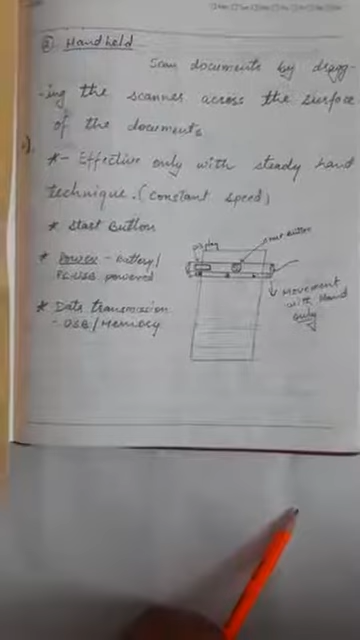 Handheld
Scan documents by dragg-
-ing the scanner across the surface
of the documents
*- Effective only with steady hand
technique. (constant speed)
* Start Button
* Power - Battery/
PC-USB powered
* Data transmission
- USB/Memory
Display
Start Button
Movement
with Hand
only